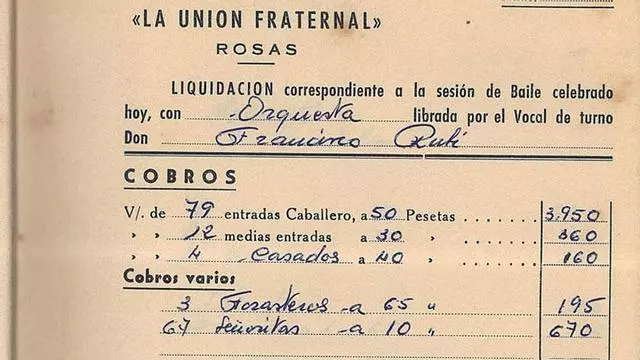 «LA UNION FRATERNAL»
ROSAS
LIQUIDACION correspondiente a la sesión de Baile celebrado
hoy, con Orquesta librada por el Vocal de turno
Don Francisco
COBROS
V/. de 79 entradas Caballero, a 50 Pesetas ....... 3.950
» » 12 medias entradas a 30 » ....... 360
» » 4 Casados a 40 » ....... 160
Cobros varios
3 Forasteros a 65 " 195
67 Señoritas a 10 " 670